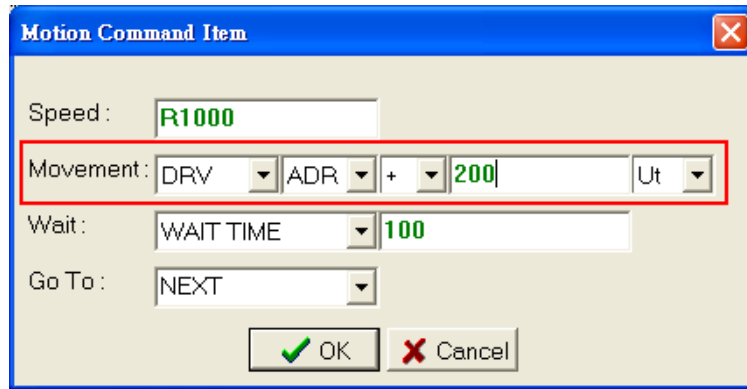 Motion Command Item
Speed : R1000
Movement : DRV ADR + 200 Ut
Wait : WAIT TIME 100
Go To : NEXT
OK Cancel